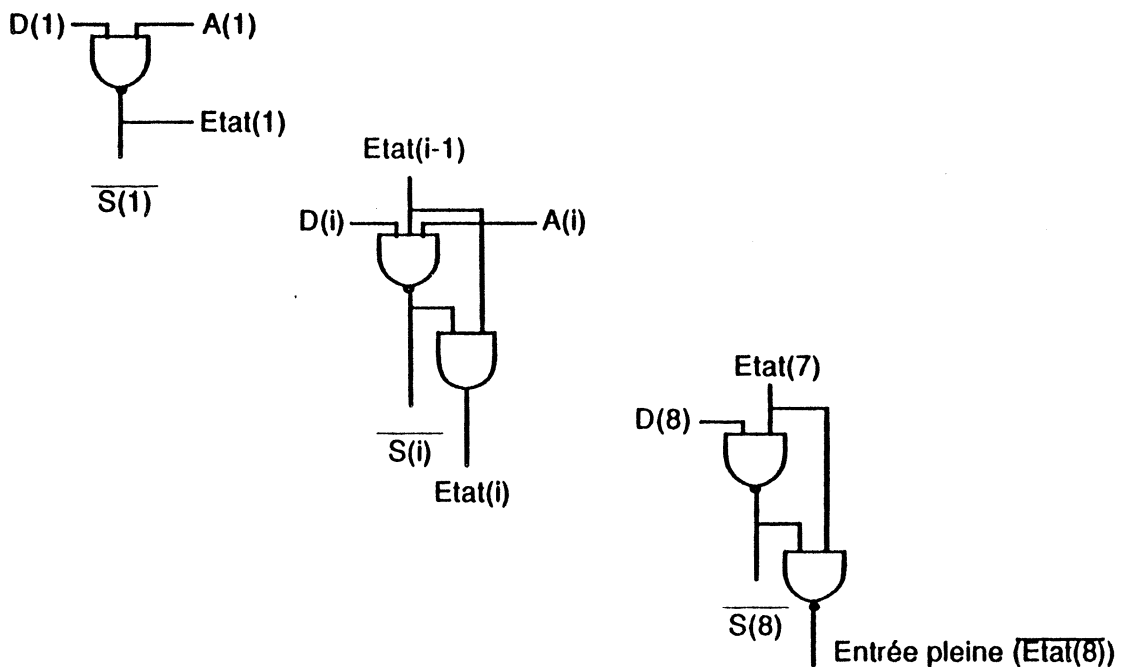 D(1) A(1)
Etat(1)
S(1)
Etat(i-1)
D(i) A(i)
S(i)
Etat(i)
Etat(7)
D(8)
S(8)
Entrée pleine (Etat(8))